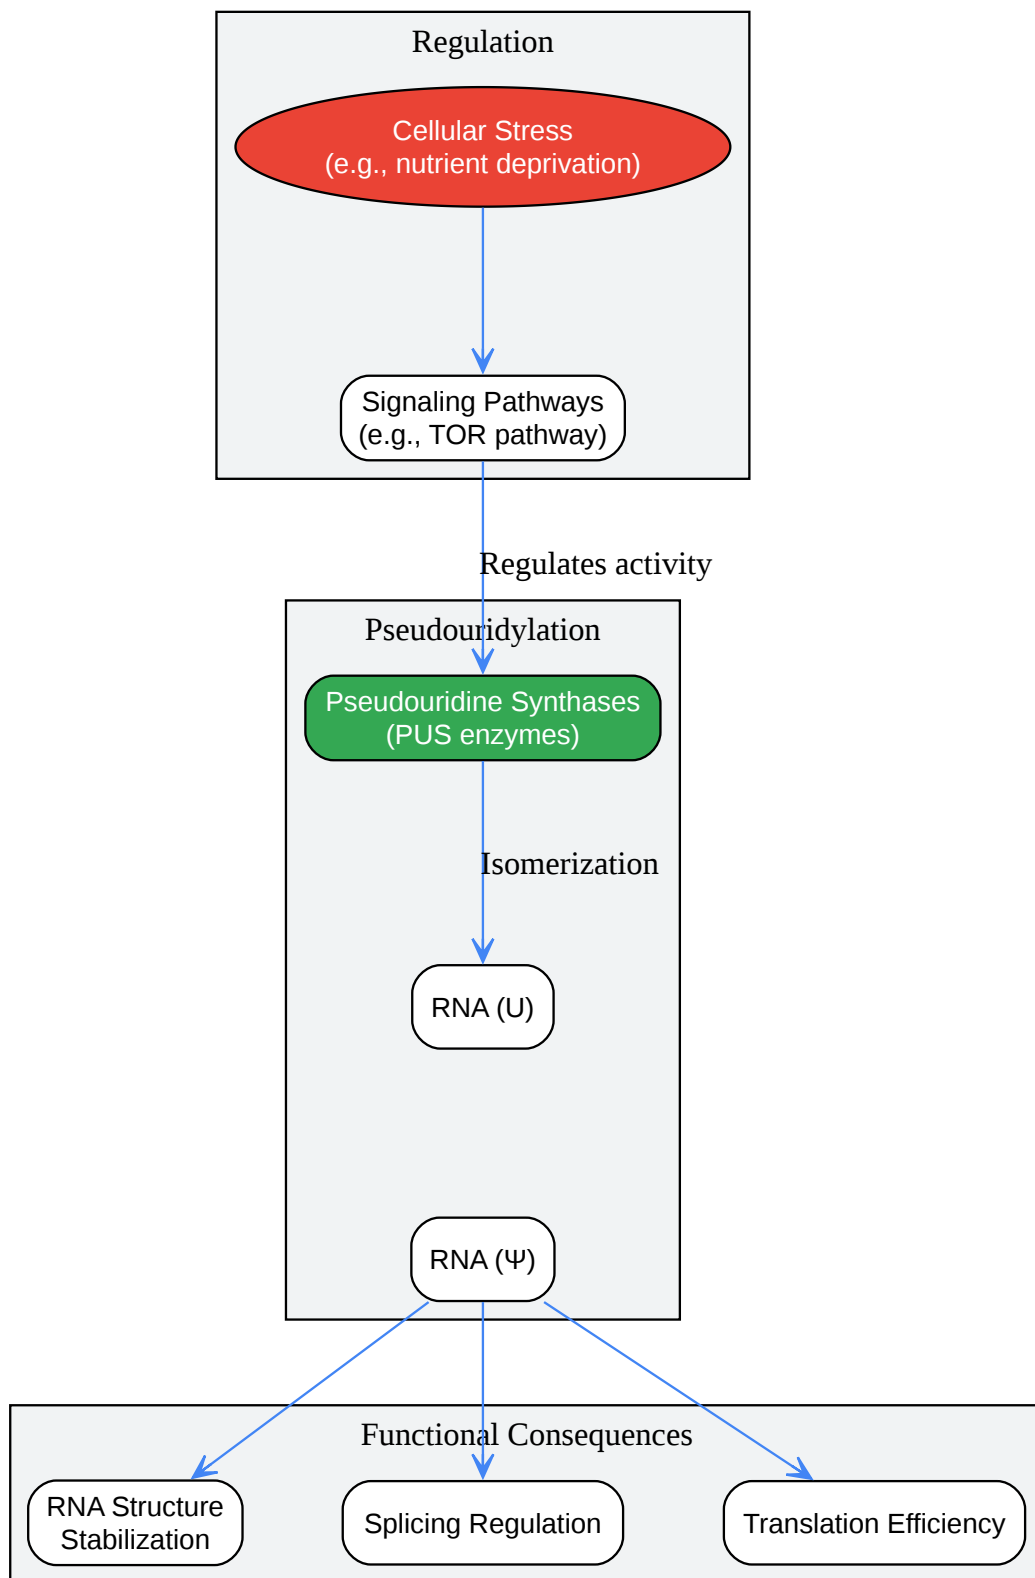 Regulation
Cellular Stress
(e.g., nutrient deprivation)
Signaling Pathways
(e.g., TOR pathway)
Regulates activity
Pseudouridylation
Pseudouridine Synthases
(PUS enzymes)
Isomerization
RNA (U)
RNA (Ψ)
Functional Consequences
RNA Structure
Stabilization
Splicing Regulation
Translation Efficiency